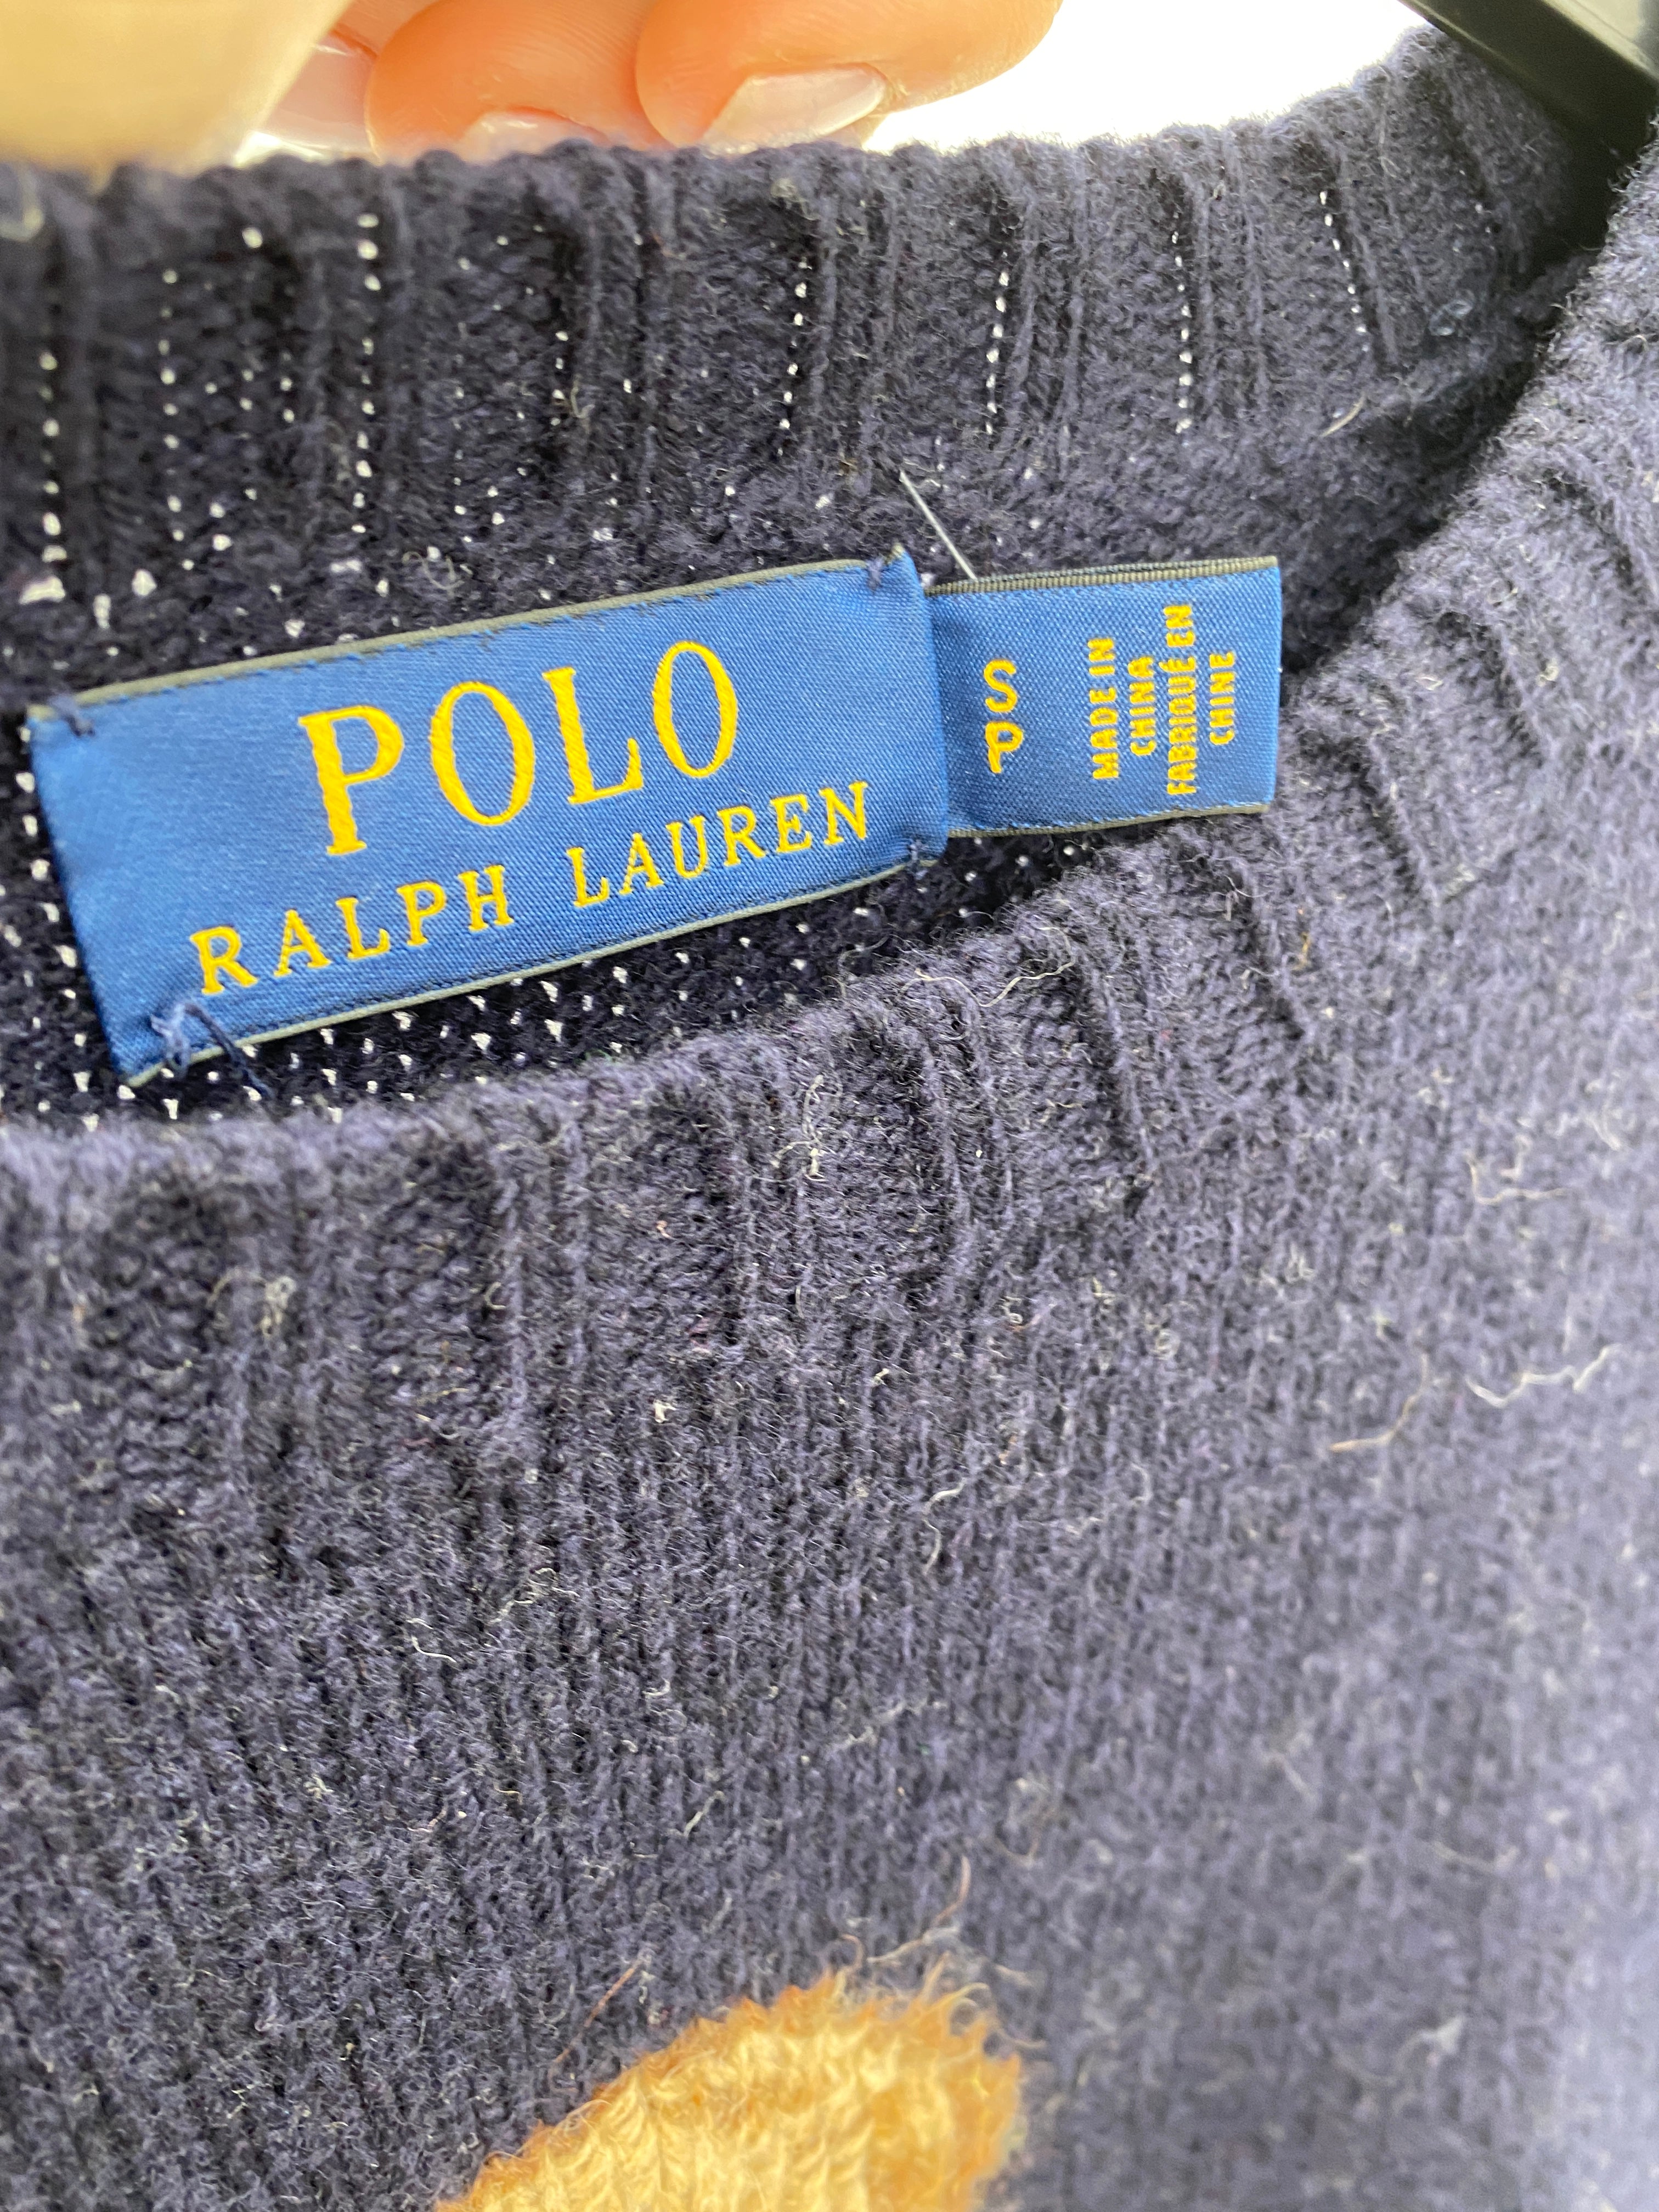 POLO
RALPH LAUREN
S
P
MADE IN
CHINA
FABRIQUÉ EN
CHINE